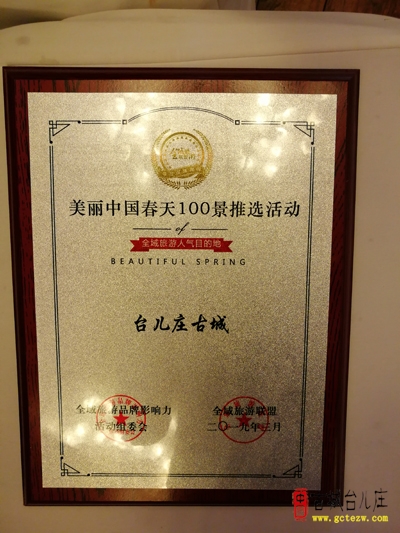 美丽中国春天100景推选活动
of
全域旅游人气目的地
BEAUTIFUL SPRING
台儿庄古城
全域旅游品牌影响力
活动组委会
全域旅游联盟
二〇一九年三月
台儿庄
www.gctezw.com